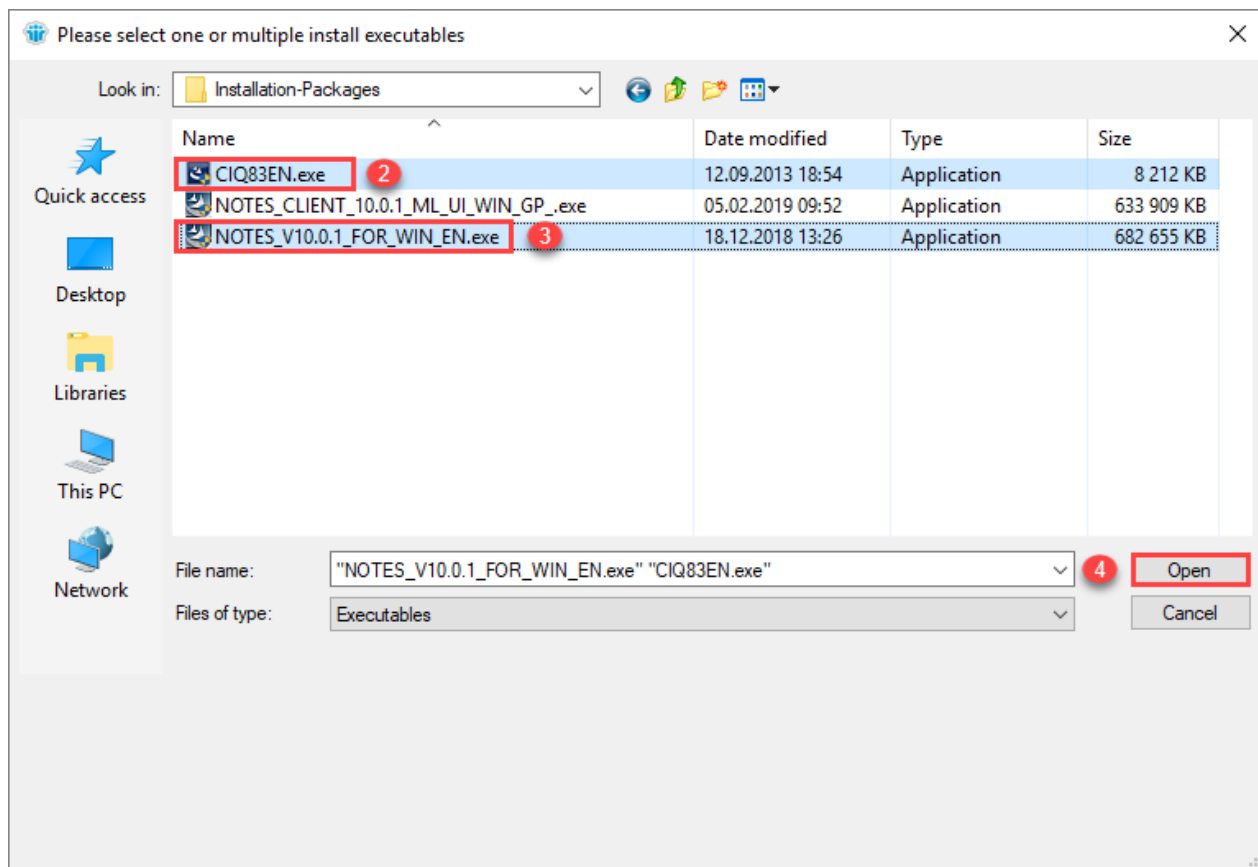 Please select one or multiple install executables
Look in: Installation-Packages
Name Date modified Type Size
CIQ83EN.exe 2 12.09.2013 18:54 Application 8 212 KB
NOTES_CLIENT_10.0.1_ML_UI_WIN_GP_.exe 05.02.2019 09:52 Application 633 909 KB
NOTES_V10.0.1_FOR_WIN_EN.exe 3 18.12.2018 13:26 Application 682 655 KB
Quick access
Desktop
Libraries
This PC
Network
File name: "NOTES_V10.0.1_FOR_WIN_EN.exe" "CIQ83EN.exe" 4 Open
Files of type: Executables Cancel